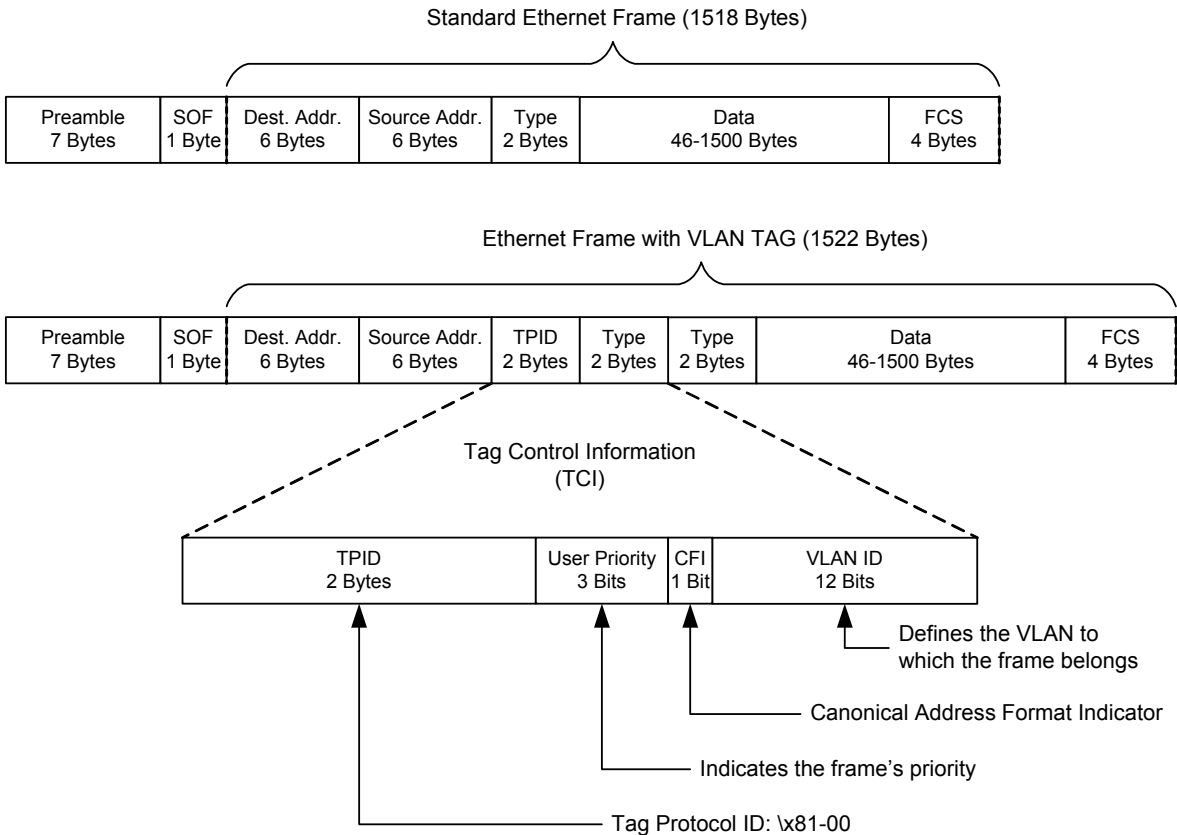 Standard Ethernet Frame (1518 Bytes)
Preamble
7 Bytes
SOF
1 Byte
Dest. Addr.
6 Bytes
Source Addr.
6 Bytes
Type
2 Bytes
Data
46-1500 Bytes
FCS
4 Bytes
Ethernet Frame with VLAN TAG (1522 Bytes)
Preamble
7 Bytes
SOF
1 Byte
Dest. Addr.
6 Bytes
Source Addr.
6 Bytes
TPID
2 Bytes
Type
2 Bytes
Type
2 Bytes
Data
46-1500 Bytes
FCS
4 Bytes
Tag Control Information
(TCI)
TPID
2 Bytes
User Priority
3 Bits
CFI
1 Bit
VLAN ID
12 Bits
Defines the VLAN to
which the frame belongs
Canonical Address Format Indicator
Indicates the frame's priority
Tag Protocol ID: \x81-00